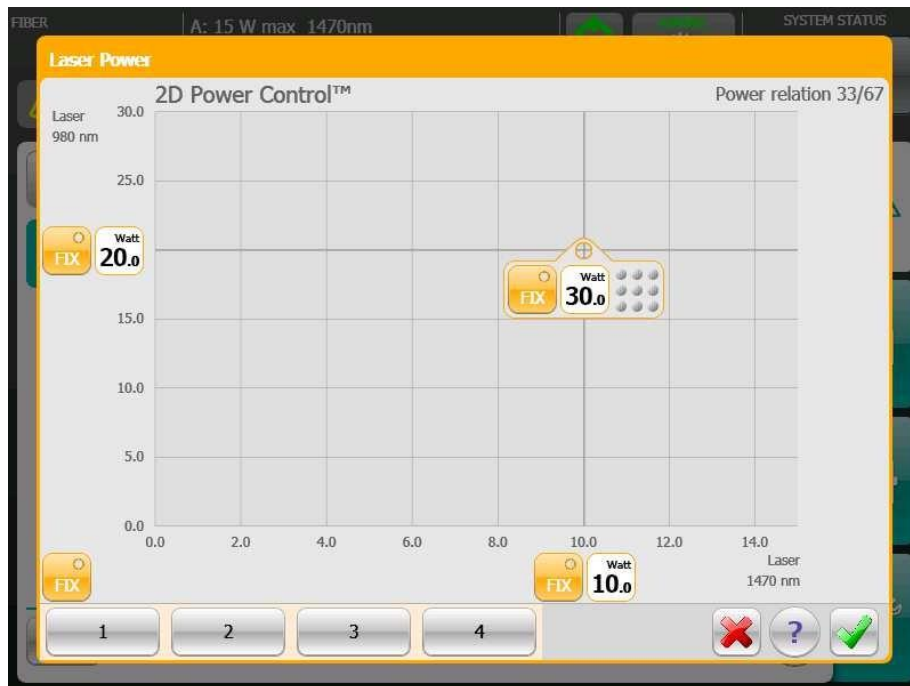 FIBER
A: 15 W max 1470nm
SYSTEM STATUS
Laser Power
2D Power Control™
Power relation 33/67
Laser
980 nm
30.0
25.0
FIX
Watt
20.0
FIX
Watt
30.0
15.0
10.0
5.0
0.0
0.0 2.0 4.0 6.0 8.0 10.0 12.0 14.0
Laser
1470 nm
FIX
FIX
Watt
10.0
1 2 3 4
?